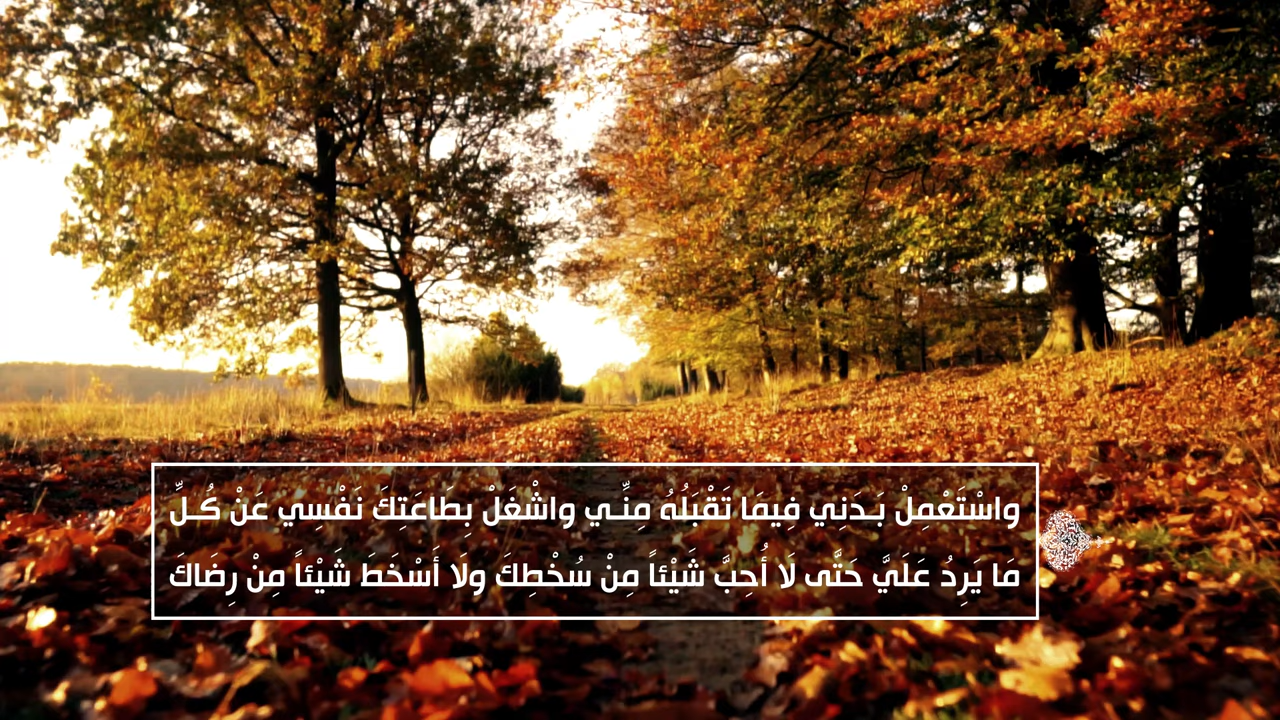 واسْتَعْمِلْ بَـدَنِي فِيمَا تَقْبَلُهُ مِنِّـي واشْغَلْ بِطَاعَتِكَ نَفْسِي عَنْ كُـلِّ
مَا يَرِدُ عَلَيَّ حَتَّى لَا أُحِبَّ شَيْئاً مِنْ سُخْطِكَ ولَا أَسْخَطَ شَيْئاً مِنْ رِضَاكَ